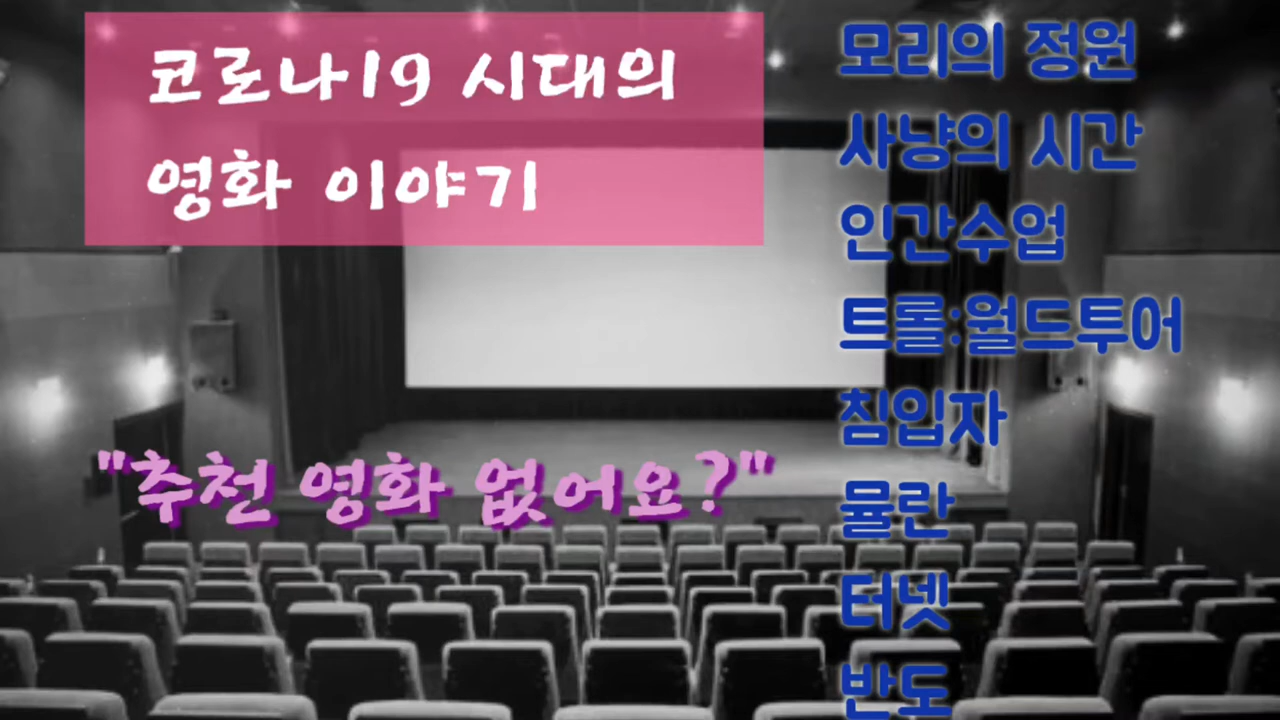 코로나19 시대의
영화 이야기
"추천 영화 없어요?"
모리의 정원
사냥의 시간
인간수업
트롤:월드투어
침입자
뮬란
터넷
반도